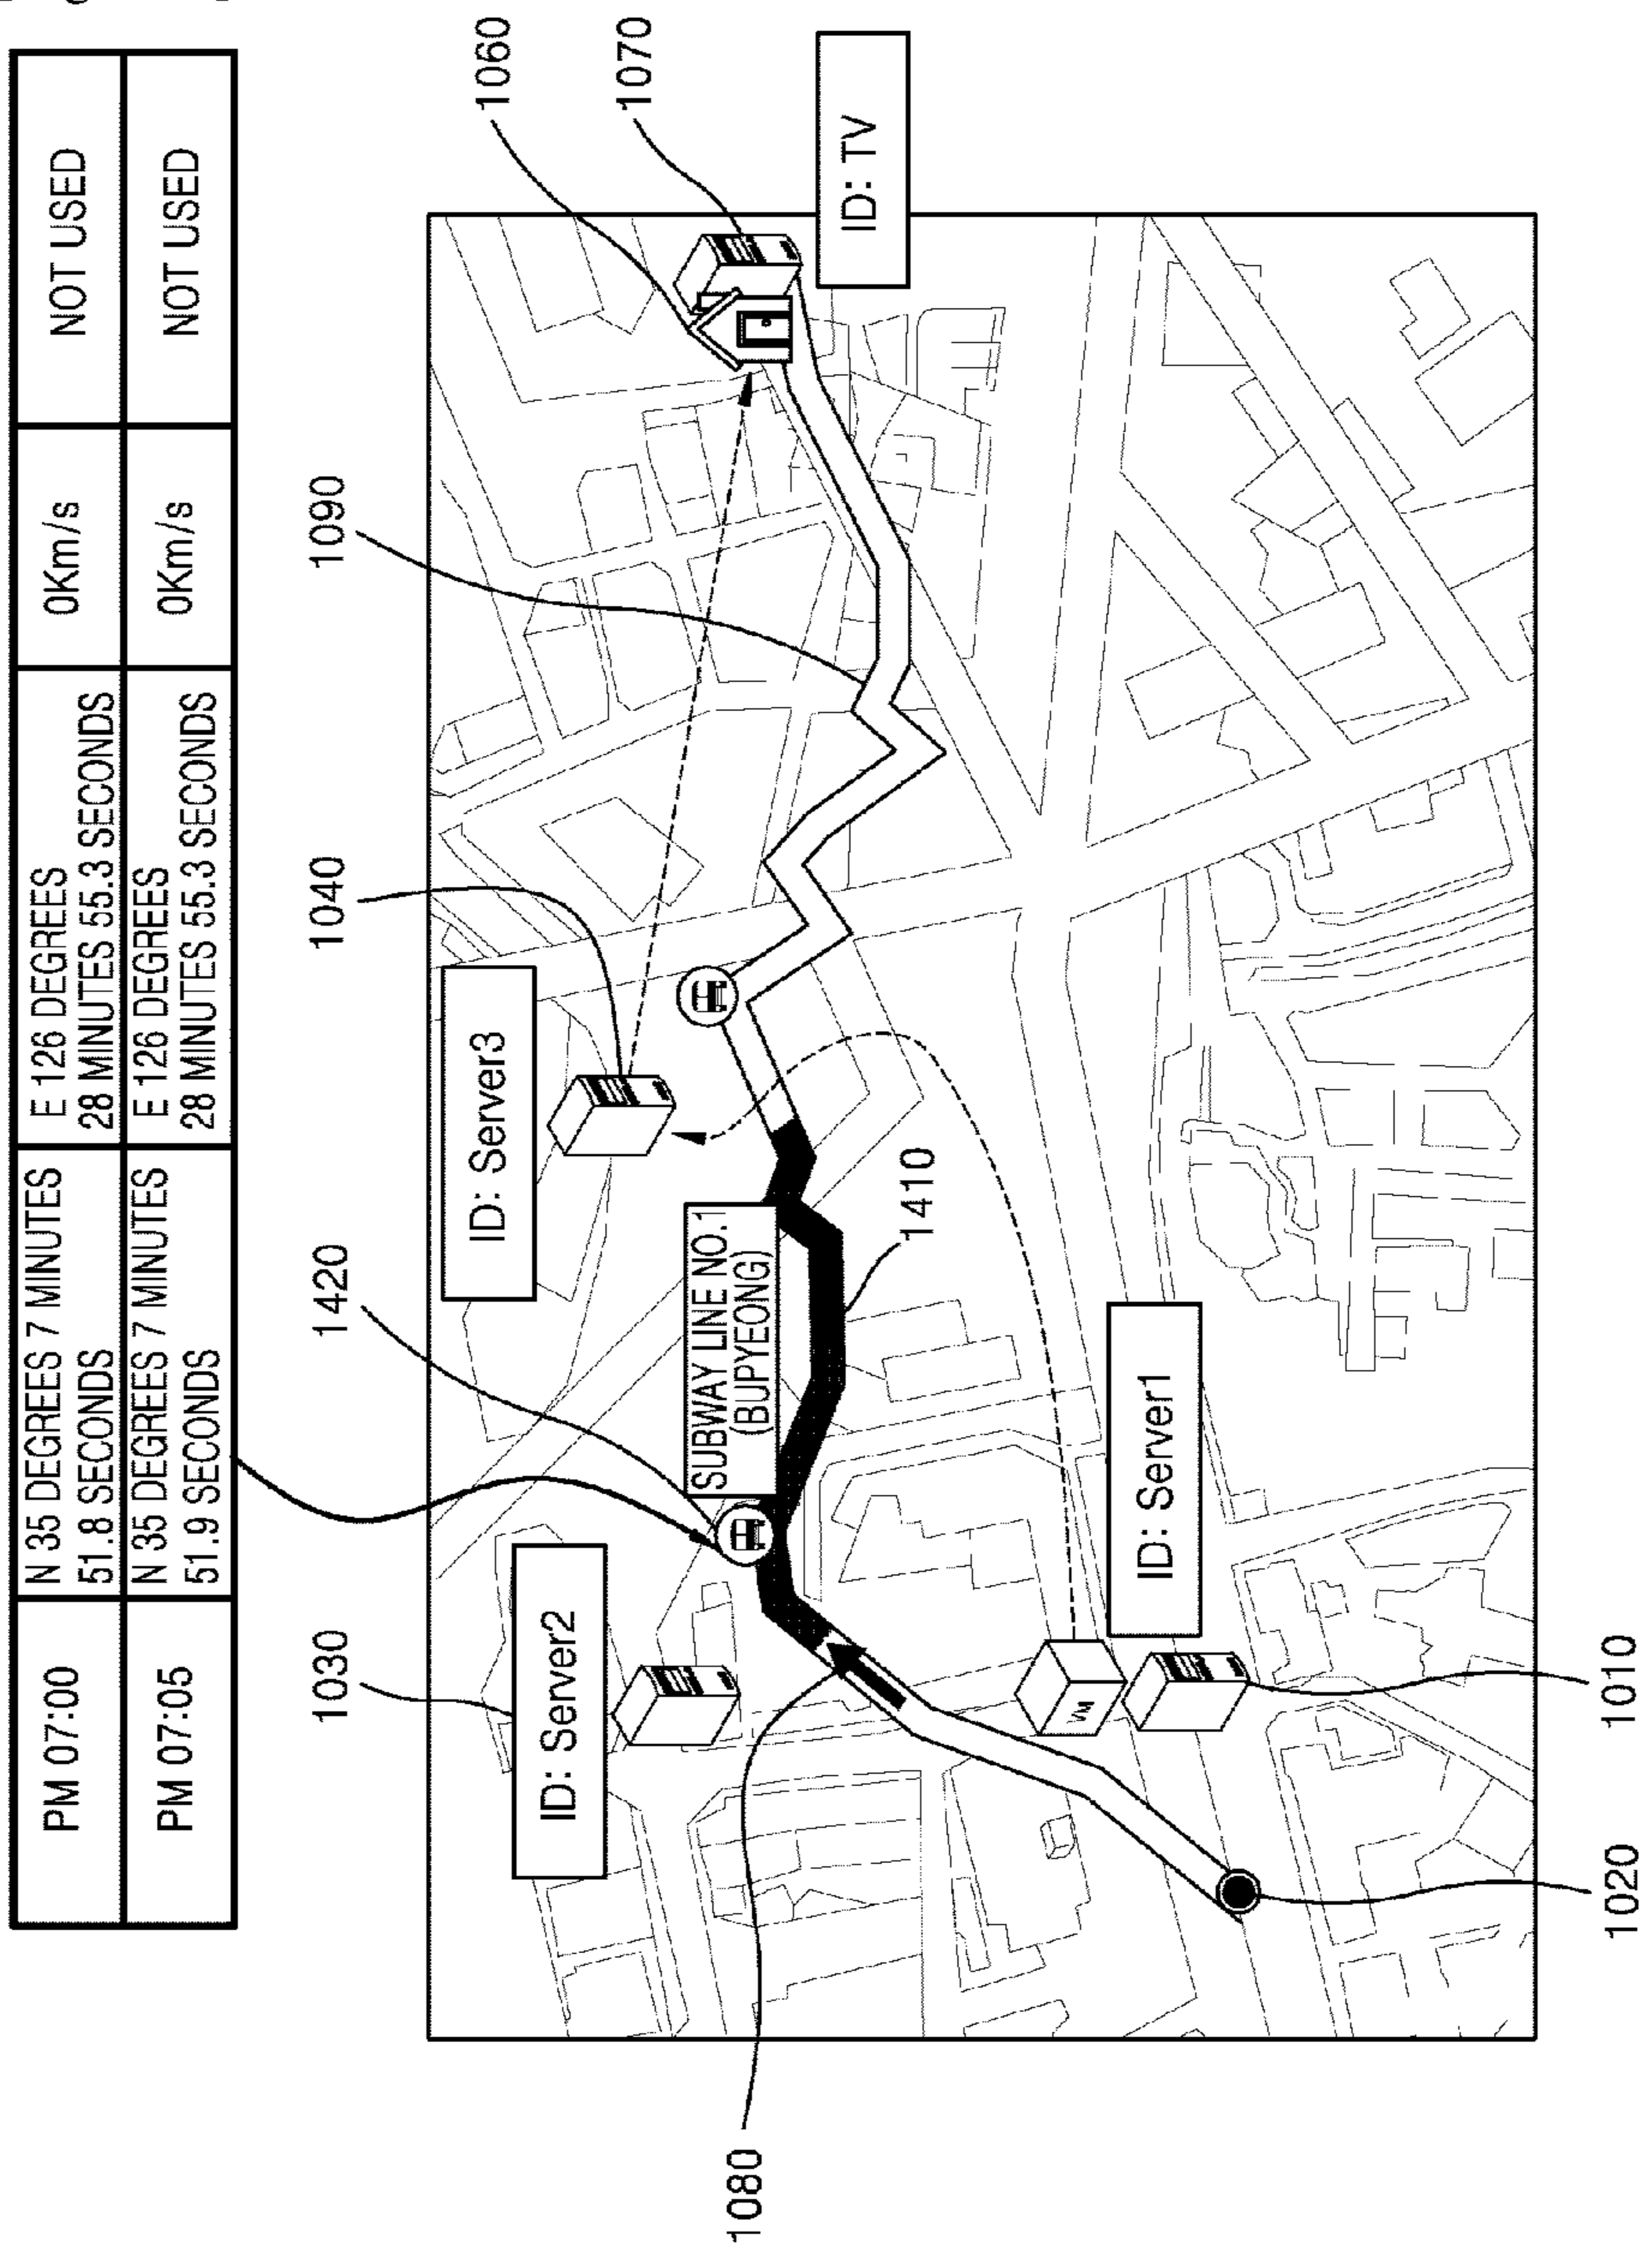 PM 07:00
N 35 DEGREES 7 MINUTES
51.8 SECONDS
E 126 DEGREES
28 MINUTES 55.3 SECONDS
0Km/s
NOT USED
PM 07:05
N 35 DEGREES 7 MINUTES
51.9 SECONDS
E 126 DEGREES
28 MINUTES 55.3 SECONDS
0Km/s
NOT USED
1030
1420
1040
1090
1060
1070
ID: Server2
ID: Server3
SUBWAY LINE NO.1
(BUPYEONG)
ID: TV
1080
1410
VM
ID: Server1
1020
1010